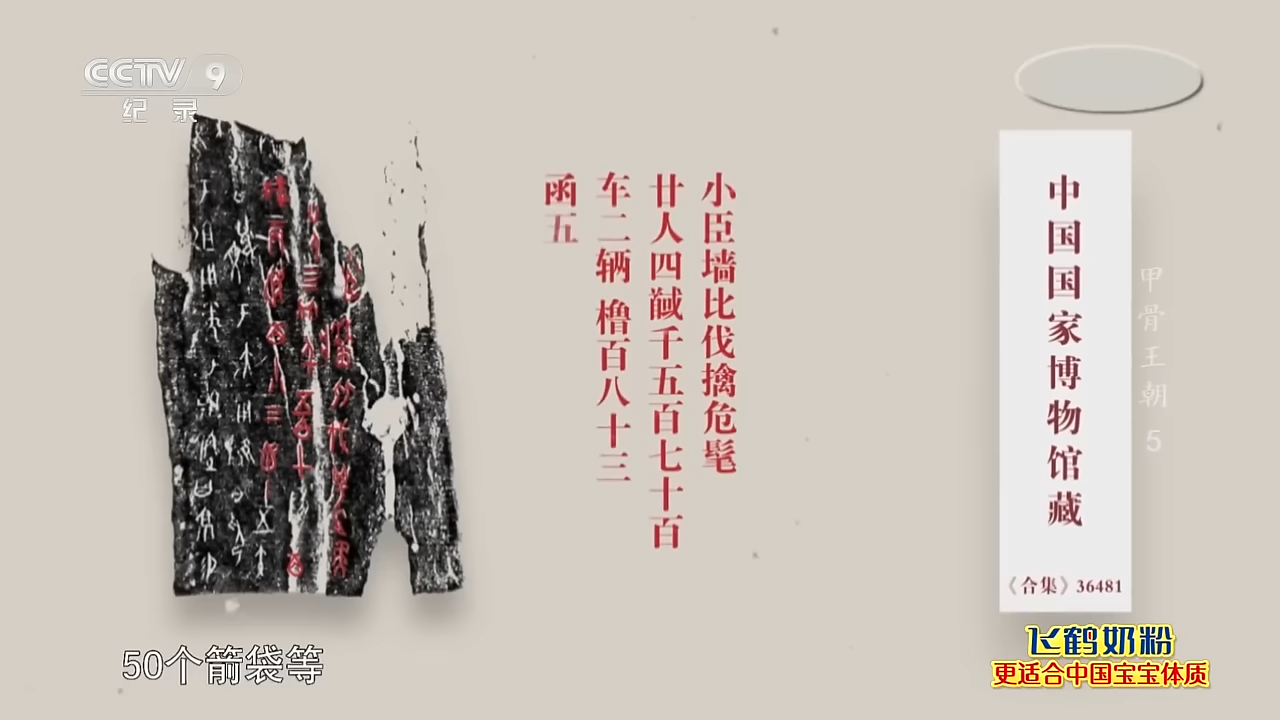 CCTV 9
纪 录
小臣墙比伐擒危髦
廿人四馘千五百七十百
车二辆 橹百八十三
函五
中国国家博物馆藏
《合集》36481
甲骨王朝 5
50个箭袋等
飞鹤奶粉
更适合中国宝宝体质